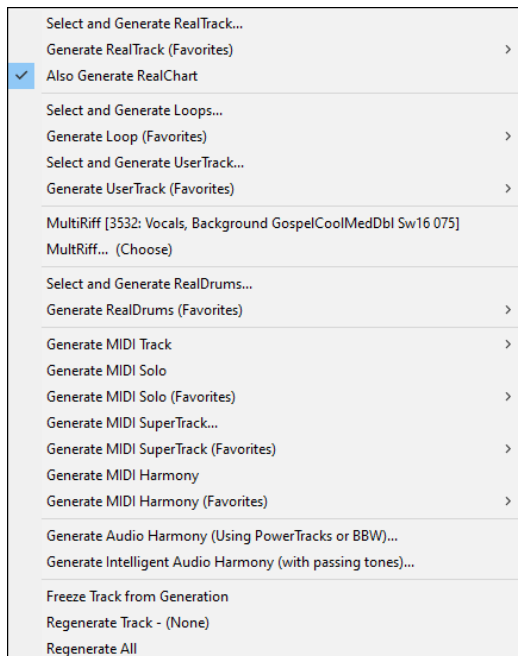 Select and Generate RealTrack...
Generate RealTrack (Favorites)
Also Generate RealChart
Select and Generate Loops...
Generate Loop (Favorites)
Select and Generate UserTrack...
Generate UserTrack (Favorites)
MultiRiff [3532: Vocals, Background GospelCoolMedDbl Sw16 075]
MultRiff... (Choose)
Select and Generate RealDrums...
Generate RealDrums (Favorites)
Generate MIDI Track
Generate MIDI Solo
Generate MIDI Solo (Favorites)
Generate MIDI SuperTrack...
Generate MIDI SuperTrack (Favorites)
Generate MIDI Harmony
Generate MIDI Harmony (Favorites)
Generate Audio Harmony (Using PowerTracks or BBW)...
Generate Intelligent Audio Harmony (with passing tones)...
Freeze Track from Generation
Regenerate Track - (None)
Regenerate All